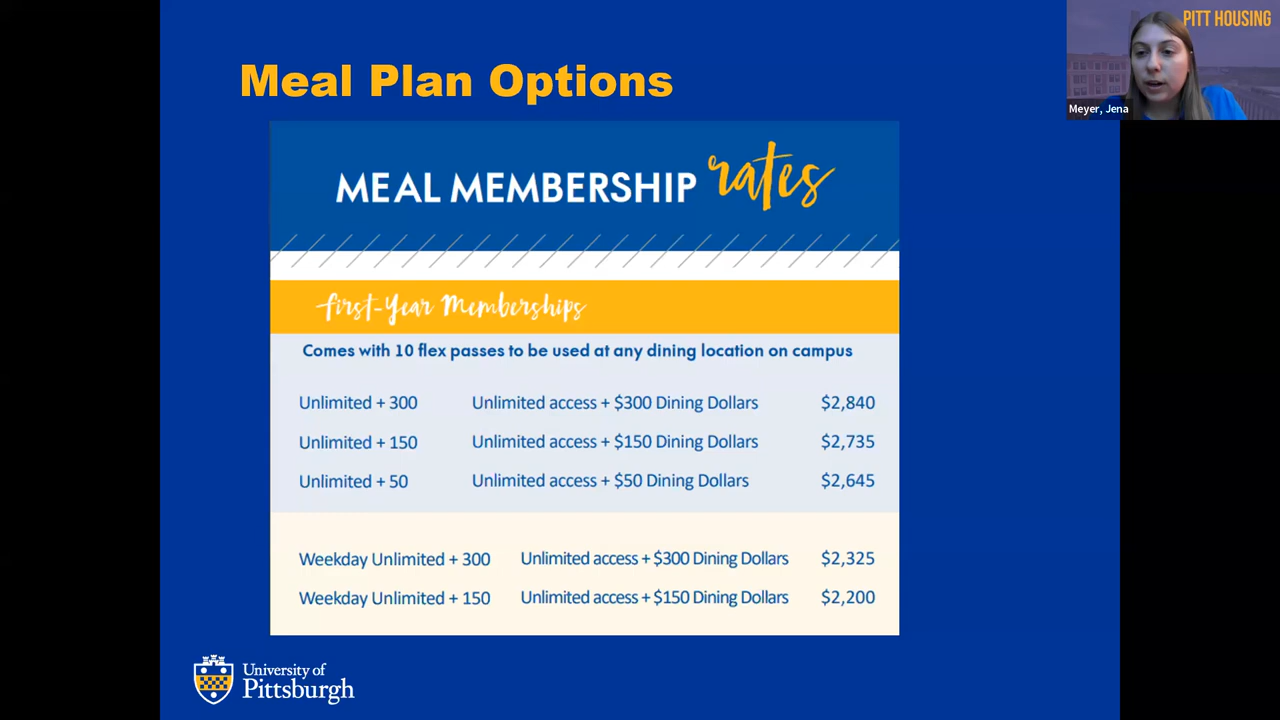 PITT HOUSING
Meyer, Jena
Meal Plan Options
MEAL MEMBERSHIP rates
First-Year Memberships
Comes with 10 flex passes to be used at any dining location on campus
Unlimited + 300 Unlimited access + $300 Dining Dollars $2,840
Unlimited + 150 Unlimited access + $150 Dining Dollars $2,735
Unlimited + 50 Unlimited access + $50 Dining Dollars $2,645
Weekday Unlimited + 300 Unlimited access + $300 Dining Dollars $2,325
Weekday Unlimited + 150 Unlimited access + $150 Dining Dollars $2,200
University of
Pittsburgh